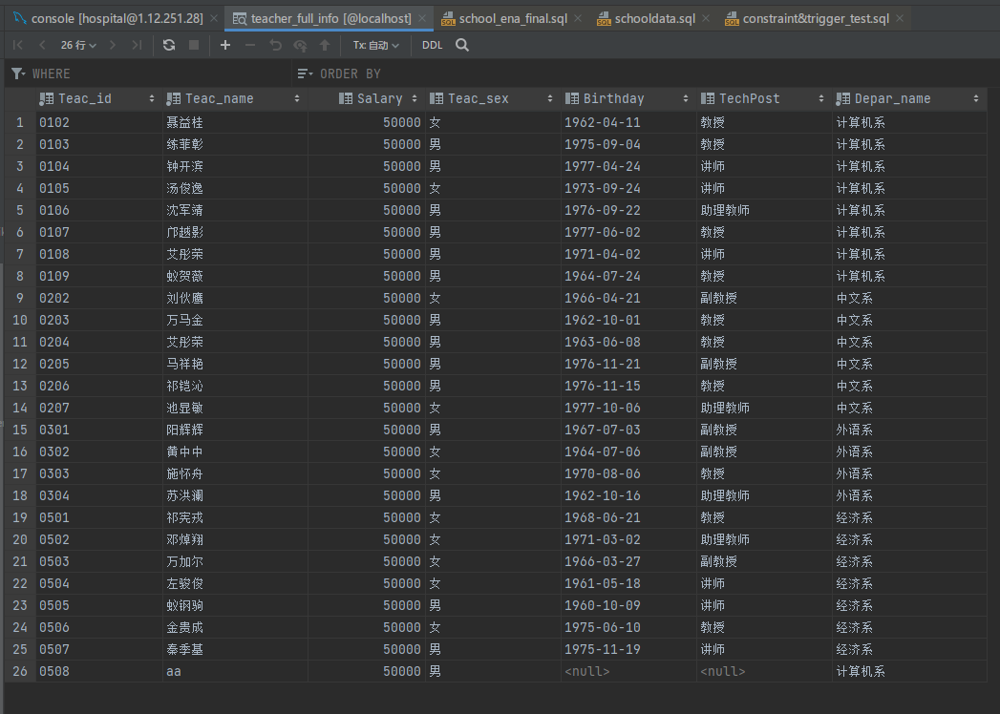 console [hospital@1.12.251.28] teacher_full_info [@localhost] school_ena_final.sql schooldata.sql constraint&trigger_test.sql
26 行 Tx: 自动 DDL
WHERE ORDER BY
Teac_id Teac_name Salary Teac_sex Birthday TechPost Depar_name
1 0102 聂益桂 50000 女 1962-04-11 教授 计算机系
2 0103 练菲彰 50000 男 1975-09-04 教授 计算机系
3 0104 钟开滨 50000 男 1977-04-24 讲师 计算机系
4 0105 汤俊逸 50000 女 1973-09-24 讲师 计算机系
5 0106 沈军靖 50000 男 1976-09-22 助理教师 计算机系
6 0107 邝越影 50000 男 1977-06-02 教授 计算机系
7 0108 艾彤荣 50000 男 1971-04-02 讲师 计算机系
8 0109 蚁贺薇 50000 男 1964-07-24 教授 计算机系
9 0202 刘伙鹰 50000 女 1966-04-21 副教授 中文系
10 0203 万马金 50000 男 1962-10-01 教授 中文系
11 0204 艾彤荣 50000 男 1963-06-08 教授 中文系
12 0205 马祥艳 50000 男 1976-11-21 副教授 中文系
13 0206 祁铠沁 50000 男 1976-11-15 教授 中文系
14 0207 池显敏 50000 女 1977-10-06 助理教师 中文系
15 0301 阳辉辉 50000 男 1967-07-03 副教授 外语系
16 0302 黄中中 50000 女 1964-07-06 副教授 外语系
17 0303 施怀舟 50000 女 1970-08-06 教授 外语系
18 0304 苏洪澜 50000 男 1962-10-16 助理教师 外语系
19 0501 祁宪戎 50000 女 1968-06-21 教授 经济系
20 0502 邓焯翔 50000 女 1971-03-02 助理教师 经济系
21 0503 万加尔 50000 女 1966-03-27 副教授 经济系
22 0504 左骏俊 50000 女 1961-05-18 讲师 经济系
23 0505 蚁钢驹 50000 男 1960-10-09 讲师 经济系
24 0506 金贵成 50000 女 1975-06-10 教授 经济系
25 0507 秦季基 50000 男 1975-11-19 讲师 经济系
26 0508 aa 50000 男 <null> <null> 计算机系